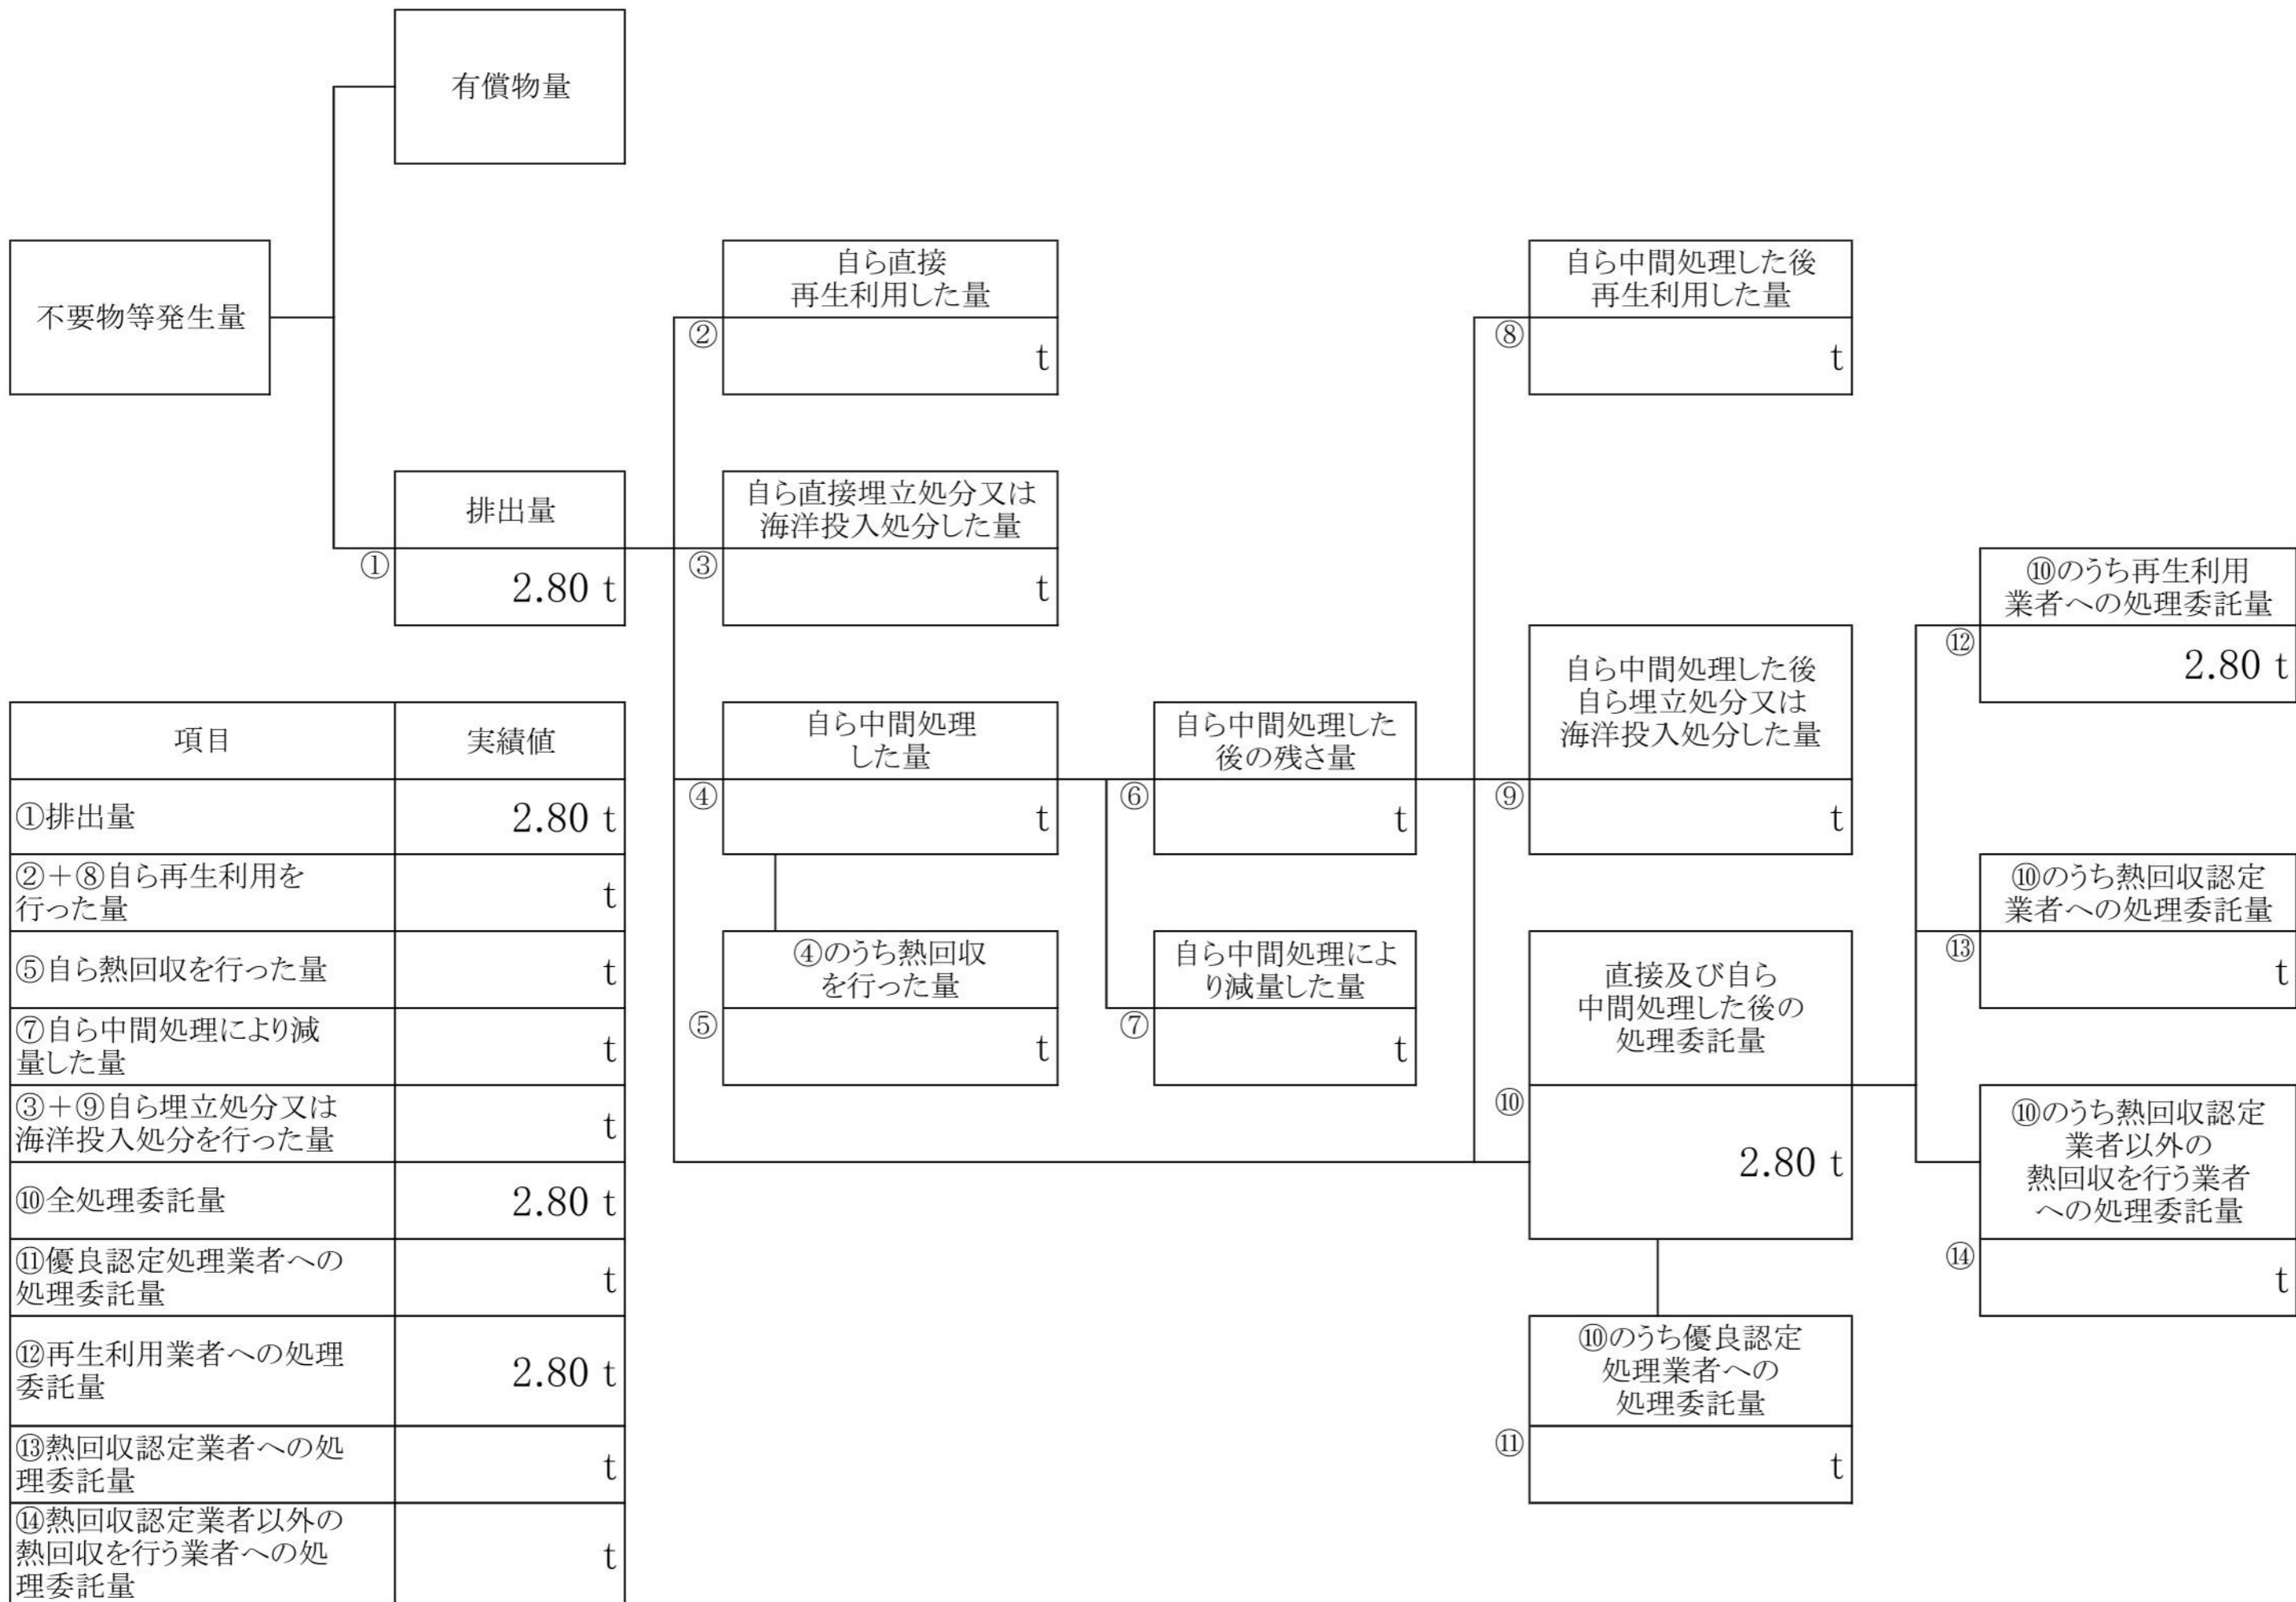 有償物量
不要物等発生量
自ら直接
再生利用した量
②
t
自ら中間処理した後
再生利用した量
⑧
t
排出量
①
2.80 t
自ら直接埋立処分又は
海洋投入処分した量
③
t
⑩のうち再生利用
業者への処理委託量
⑫
2.80 t
自ら中間処理
した量
④
t
自ら中間処理した
後の残さ量
⑥
t
自ら中間処理した後
自ら埋立処分又は
海洋投入処分した量
⑨
t
⑩のうち熱回収認定
業者への処理委託量
⑬
t
④のうち熱回収
を行った量
⑤
t
自ら中間処理によ
り減量した量
⑦
t
直接及び自ら
中間処理した後の
処理委託量
⑩
2.80 t
⑩のうち熱回収認定
業者以外の
熱回収を行う業者
への処理委託量
⑭
t
⑩のうち優良認定
処理業者への
処理委託量
⑪
t
項目 実績値
①排出量 2.80 t
②＋⑧自ら再生利用を
行った量 t
⑤自ら熱回収を行った量 t
⑦自ら中間処理により減
量した量 t
③＋⑨自ら埋立処分又は
海洋投入処分を行った量 t
⑩全処理委託量 2.80 t
⑪優良認定処理業者への
処理委託量 t
⑫再生利用業者への処理
委託量 2.80 t
⑬熱回収認定業者への処
理委託量 t
⑭熱回収認定業者以外の
熱回収を行う業者への処
理委託量 t